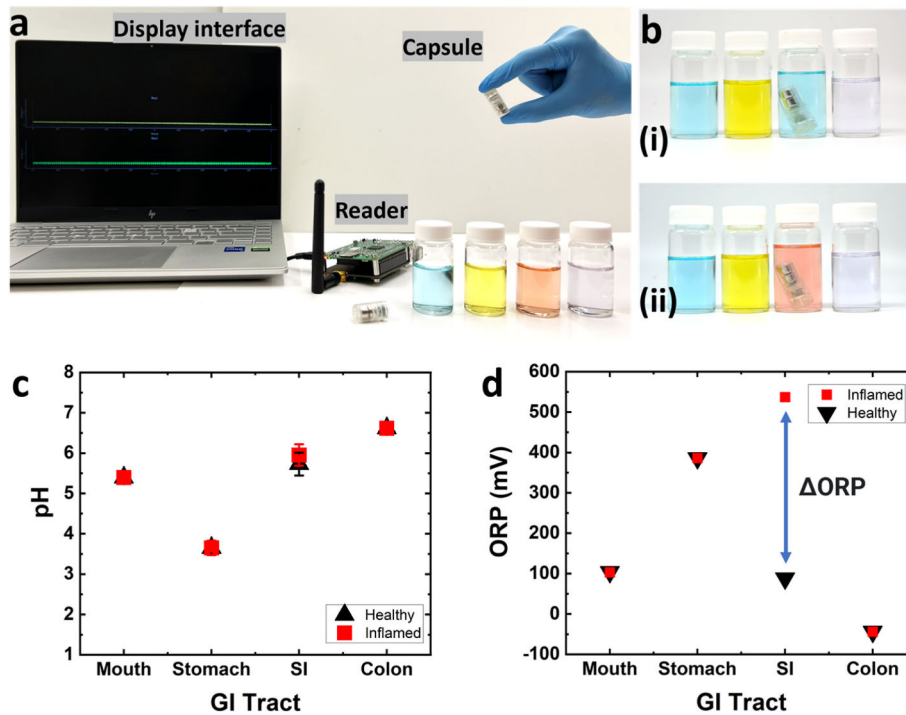 a
Display interface
Capsule
Reader
b
(i)
(ii)
c
8
7
6
5
4
3
2
1
pH
Healthy
Inflamed
Mouth Stomach SI Colon
GI Tract
d
600
500
400
300
200
100
0
-100
ORP (mV)
Inflamed
Healthy
ΔORP
Mouth Stomach SI Colon
GI Tract